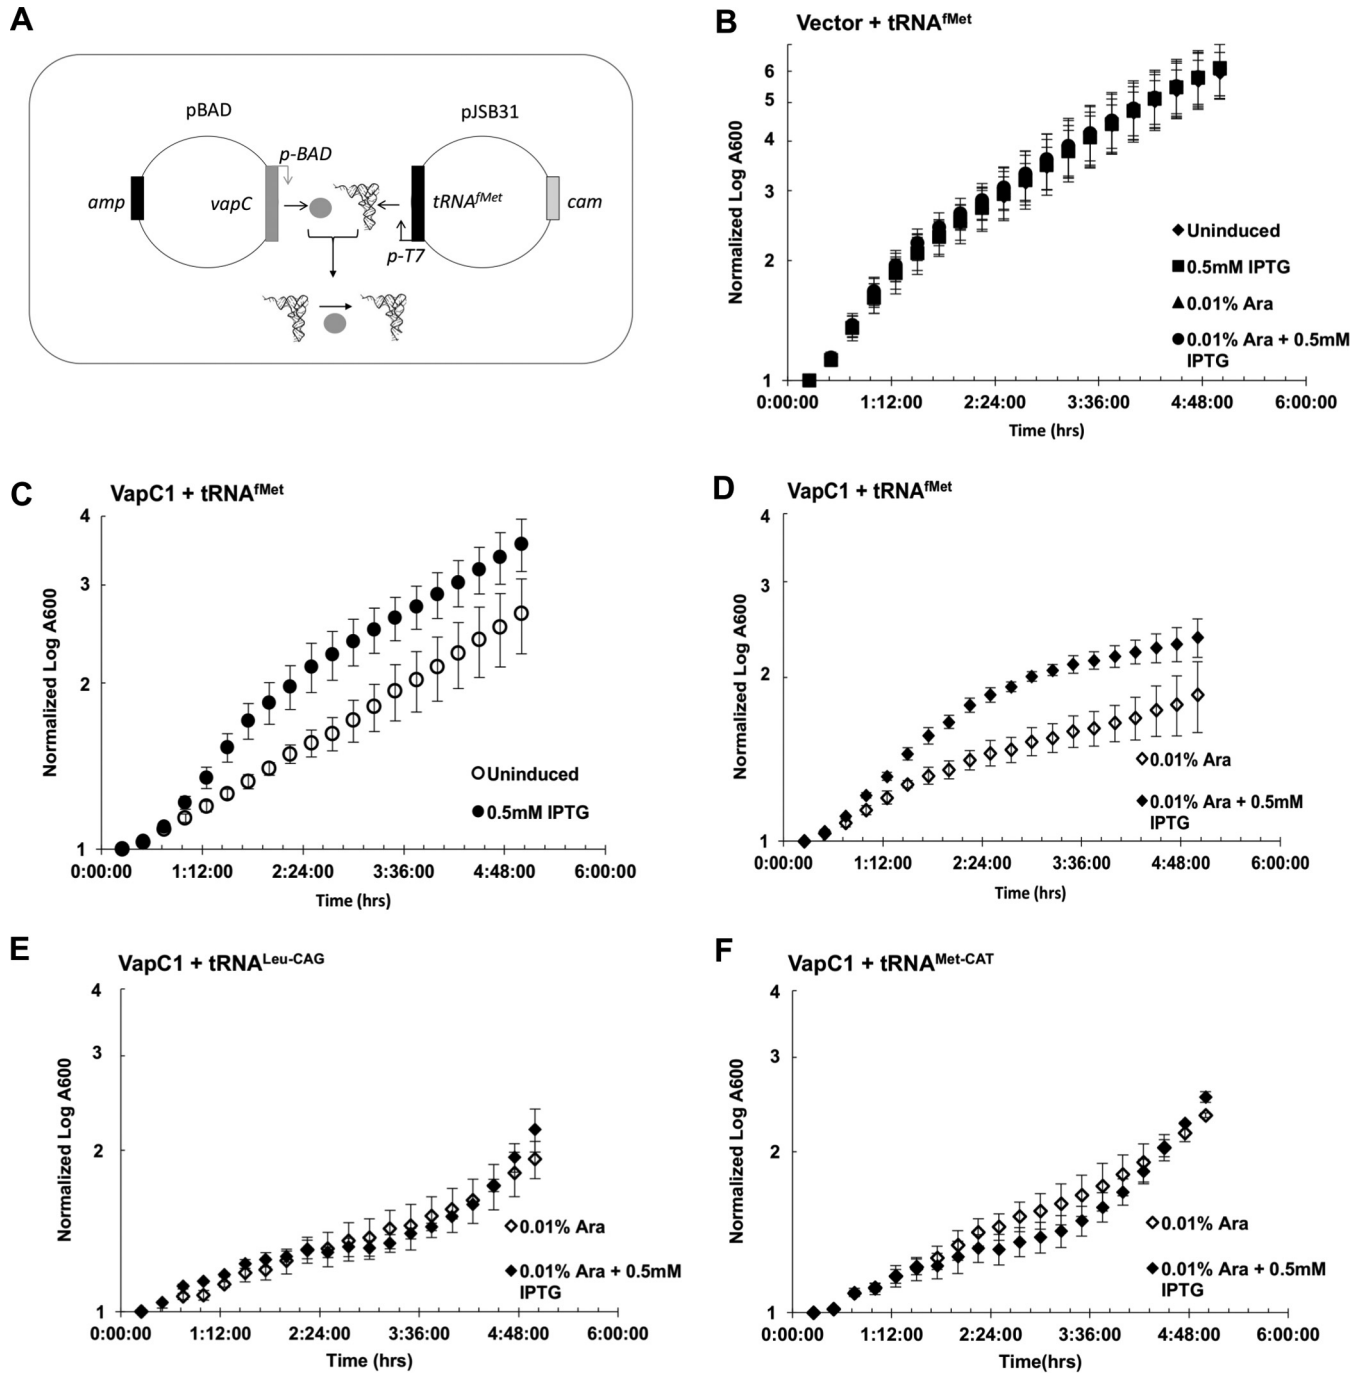 A
pBAD
pJSB31
p-BAD
amp
vapC
tRNAfMet
cam
p-T7
B
Vector + tRNAfMet
Normalized Log A600
6
5
4
3
2
1
Uninduced
0.5mM IPTG
0.01% Ara
0.01% Ara + 0.5mM
IPTG
0:00:00 1:12:00 2:24:00 3:36:00 4:48:00 6:00:00
Time (hrs)
C
VapC1 + tRNAfMet
Normalized Log A600
4
3
2
1
Uninduced
0.5mM IPTG
0:00:00 1:12:00 2:24:00 3:36:00 4:48:00 6:00:00
Time (hrs)
D
VapC1 + tRNAfMet
Normalized Log A600
4
3
2
1
0.01% Ara
0.01% Ara + 0.5mM
IPTG
0:00:00 1:12:00 2:24:00 3:36:00 4:48:00 6:00:00
Time (hrs)
E
VapC1 + tRNALeu-CAG
Normalized Log A600
4
3
2
1
0.01% Ara
0.01% Ara + 0.5mM
IPTG
0:00:00 1:12:00 2:24:00 3:36:00 4:48:00 6:00:00
Time (hrs)
F
VapC1 + tRNAMet-CAT
Normalized Log A600
4
3
2
1
0.01% Ara
0.01% Ara + 0.5mM
IPTG
0:00:00 1:12:00 2:24:00 3:36:00 4:48:00 6:00:00
Time(hrs)